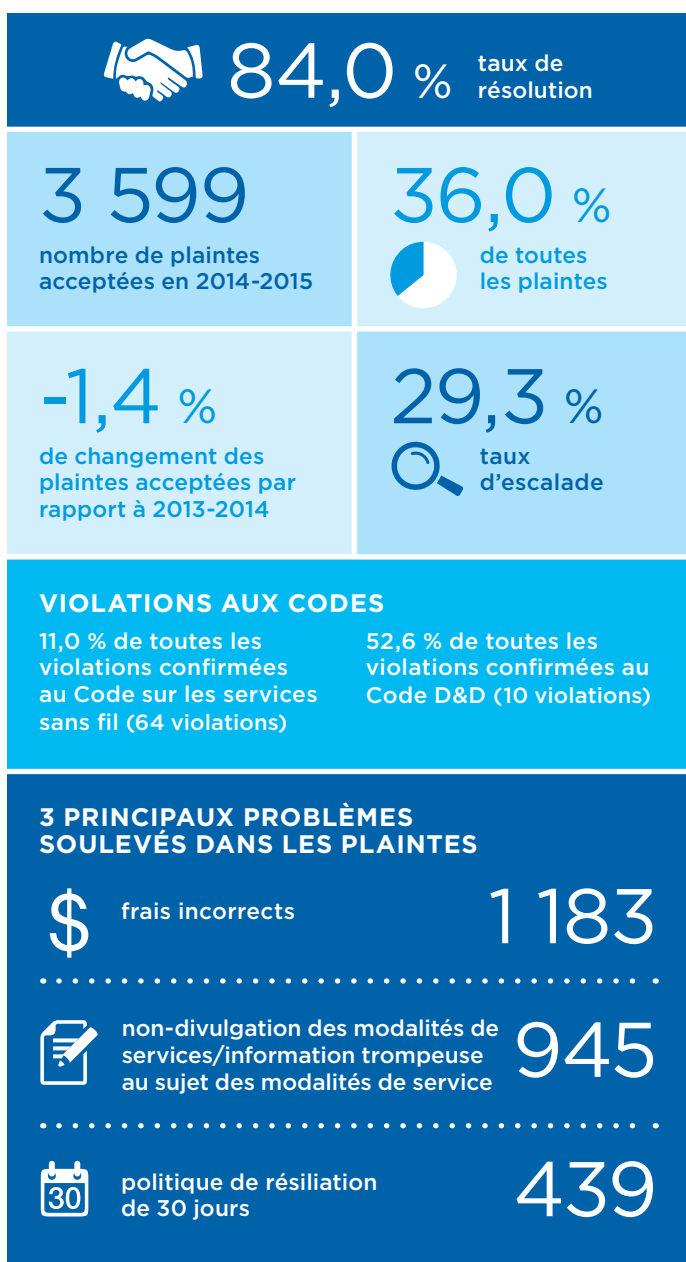 84,0 % taux de
résolution
3 599
nombre de plaintes
acceptées en 2014-2015
36,0 %
de toutes
les plaintes
-1,4 %
de changement des
plaintes acceptées par
rapport à 2013-2014
29,3 %
taux
d’escalade
VIOLATIONS AUX CODES
11,0 % de toutes les
violations confirmées
au Code sur les services
sans fil (64 violations)
52,6 % de toutes les
violations confirmées au
Code D&D (10 violations)
3 PRINCIPAUX PROBLÈMES
SOULEVÉS DANS LES PLAINTES
$ frais incorrects 1 183
non-divulgation des modalités de
services/information trompeuse
au sujet des modalités de service
945
30
politique de résiliation
de 30 jours
439